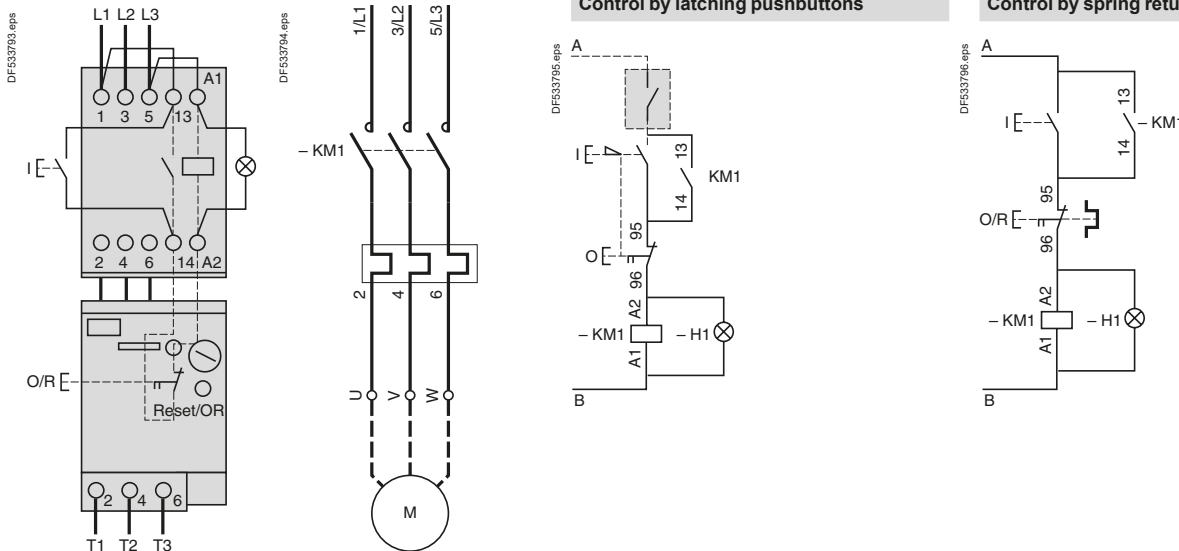 DF533793.eps
L1 L2 L3
A1
1 3 5 13
I
2 4 6 14 A2
O/R
Reset/OR
2 4 6
T1 T2 T3
DF533794.eps
1/L1 3/L2 5/L3
– KM1
2 4 6
U V W
M
Control by latching pushbuttons
DF533795.eps
A
I
13
KM1
14
95
O
96
A2
– KM1 – H1
A1
B
Control by spring retu
DF533796.eps
A
I
13
– KM1
14
95
O/R
96
A2
– KM1 – H1
A1
B